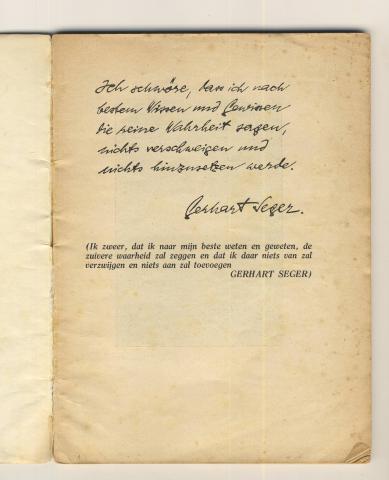 Ich schwöre, dass ich nach
bestem Wissen und Gewissen
die reine Wahrheit sagen,
nichts verschweigen und
nichts hinzusetzen werde.
Gerhart Seger.
(Ik zweer, dat ik naar mijn beste weten en geweten, de
zuivere waarheid zal zeggen en dat ik daar niets van zal
verzwijgen en niets aan zal toevoegen
GERHART SEGER)